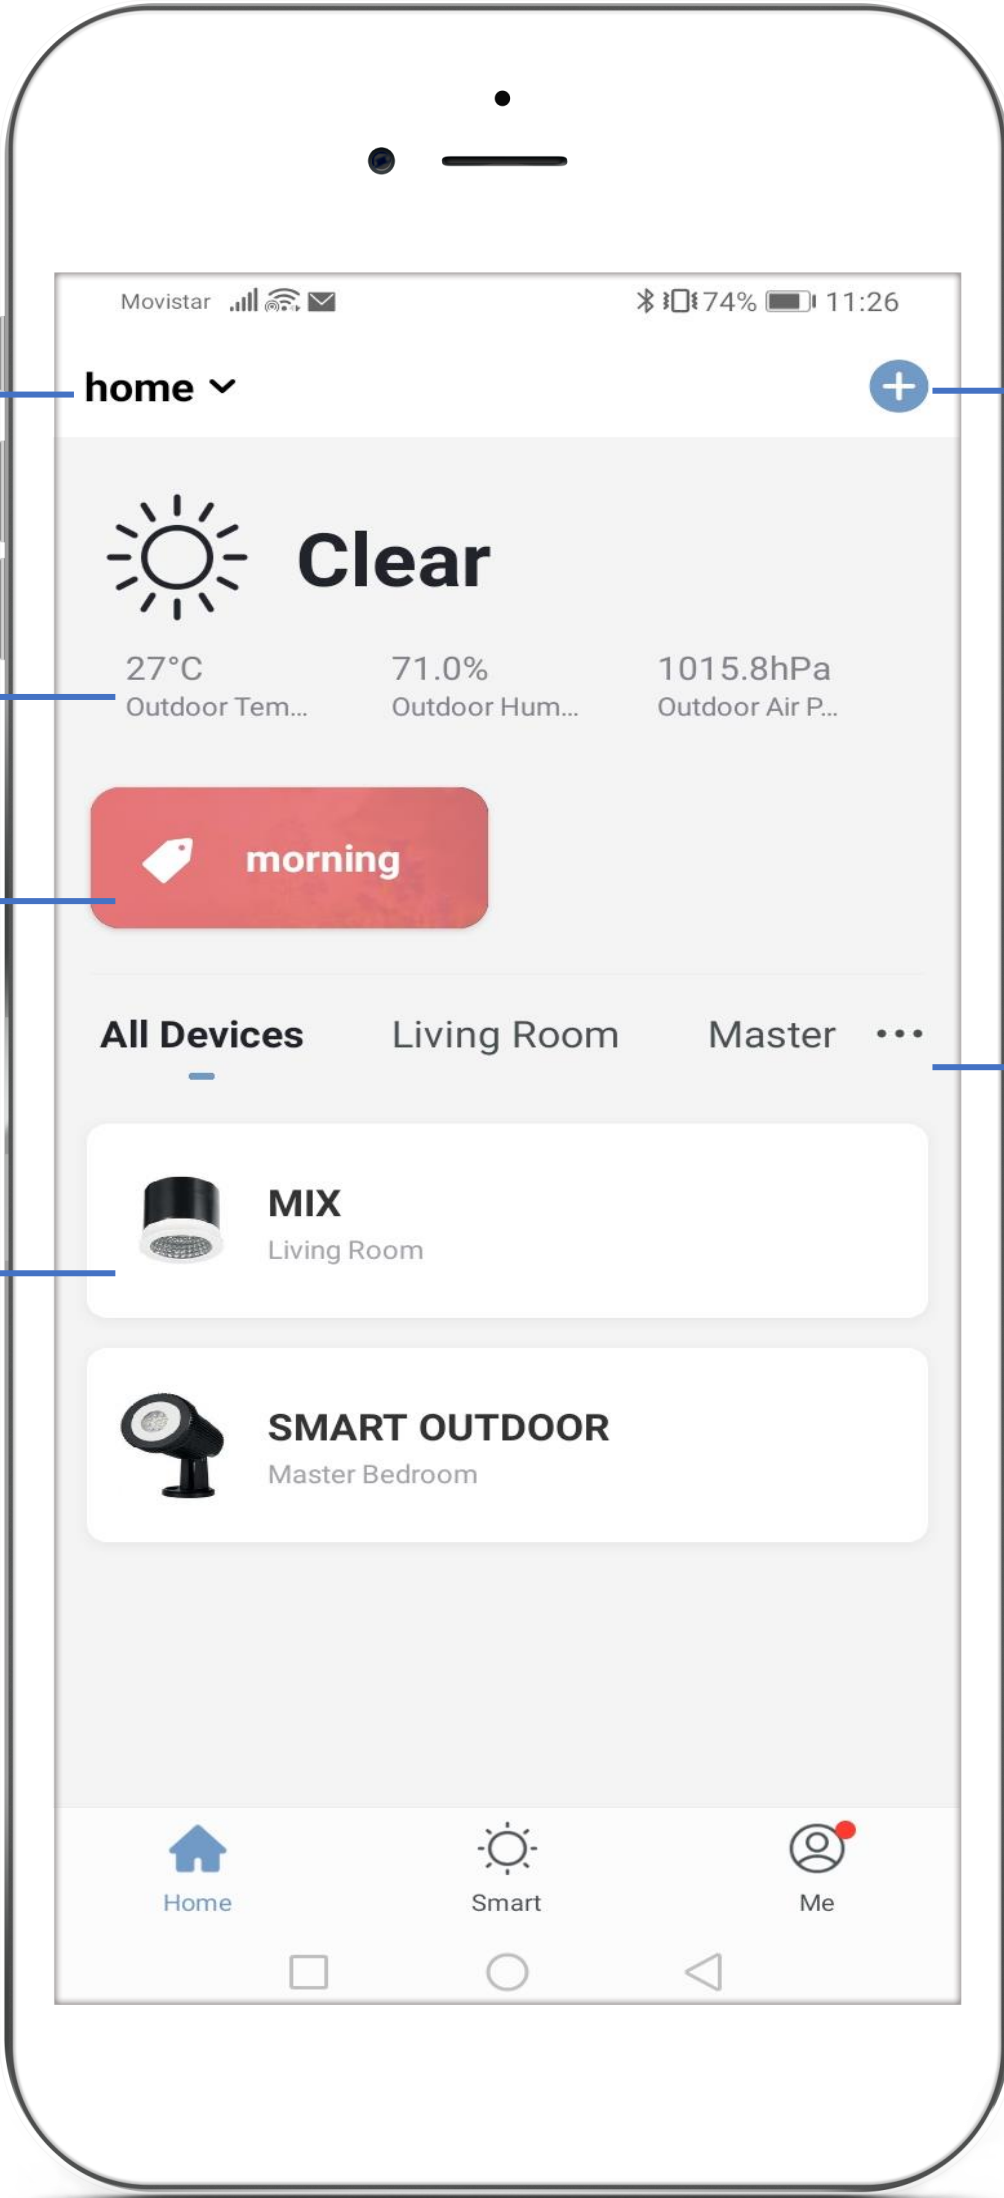 Movistar 74% 11:26
home
Clear
27°C 71.0% 1015.8hPa
Outdoor Tem... Outdoor Hum... Outdoor Air P...
morning
All Devices Living Room Master ...
MIX
Living Room
SMART OUTDOOR
Master Bedroom
Home Smart Me